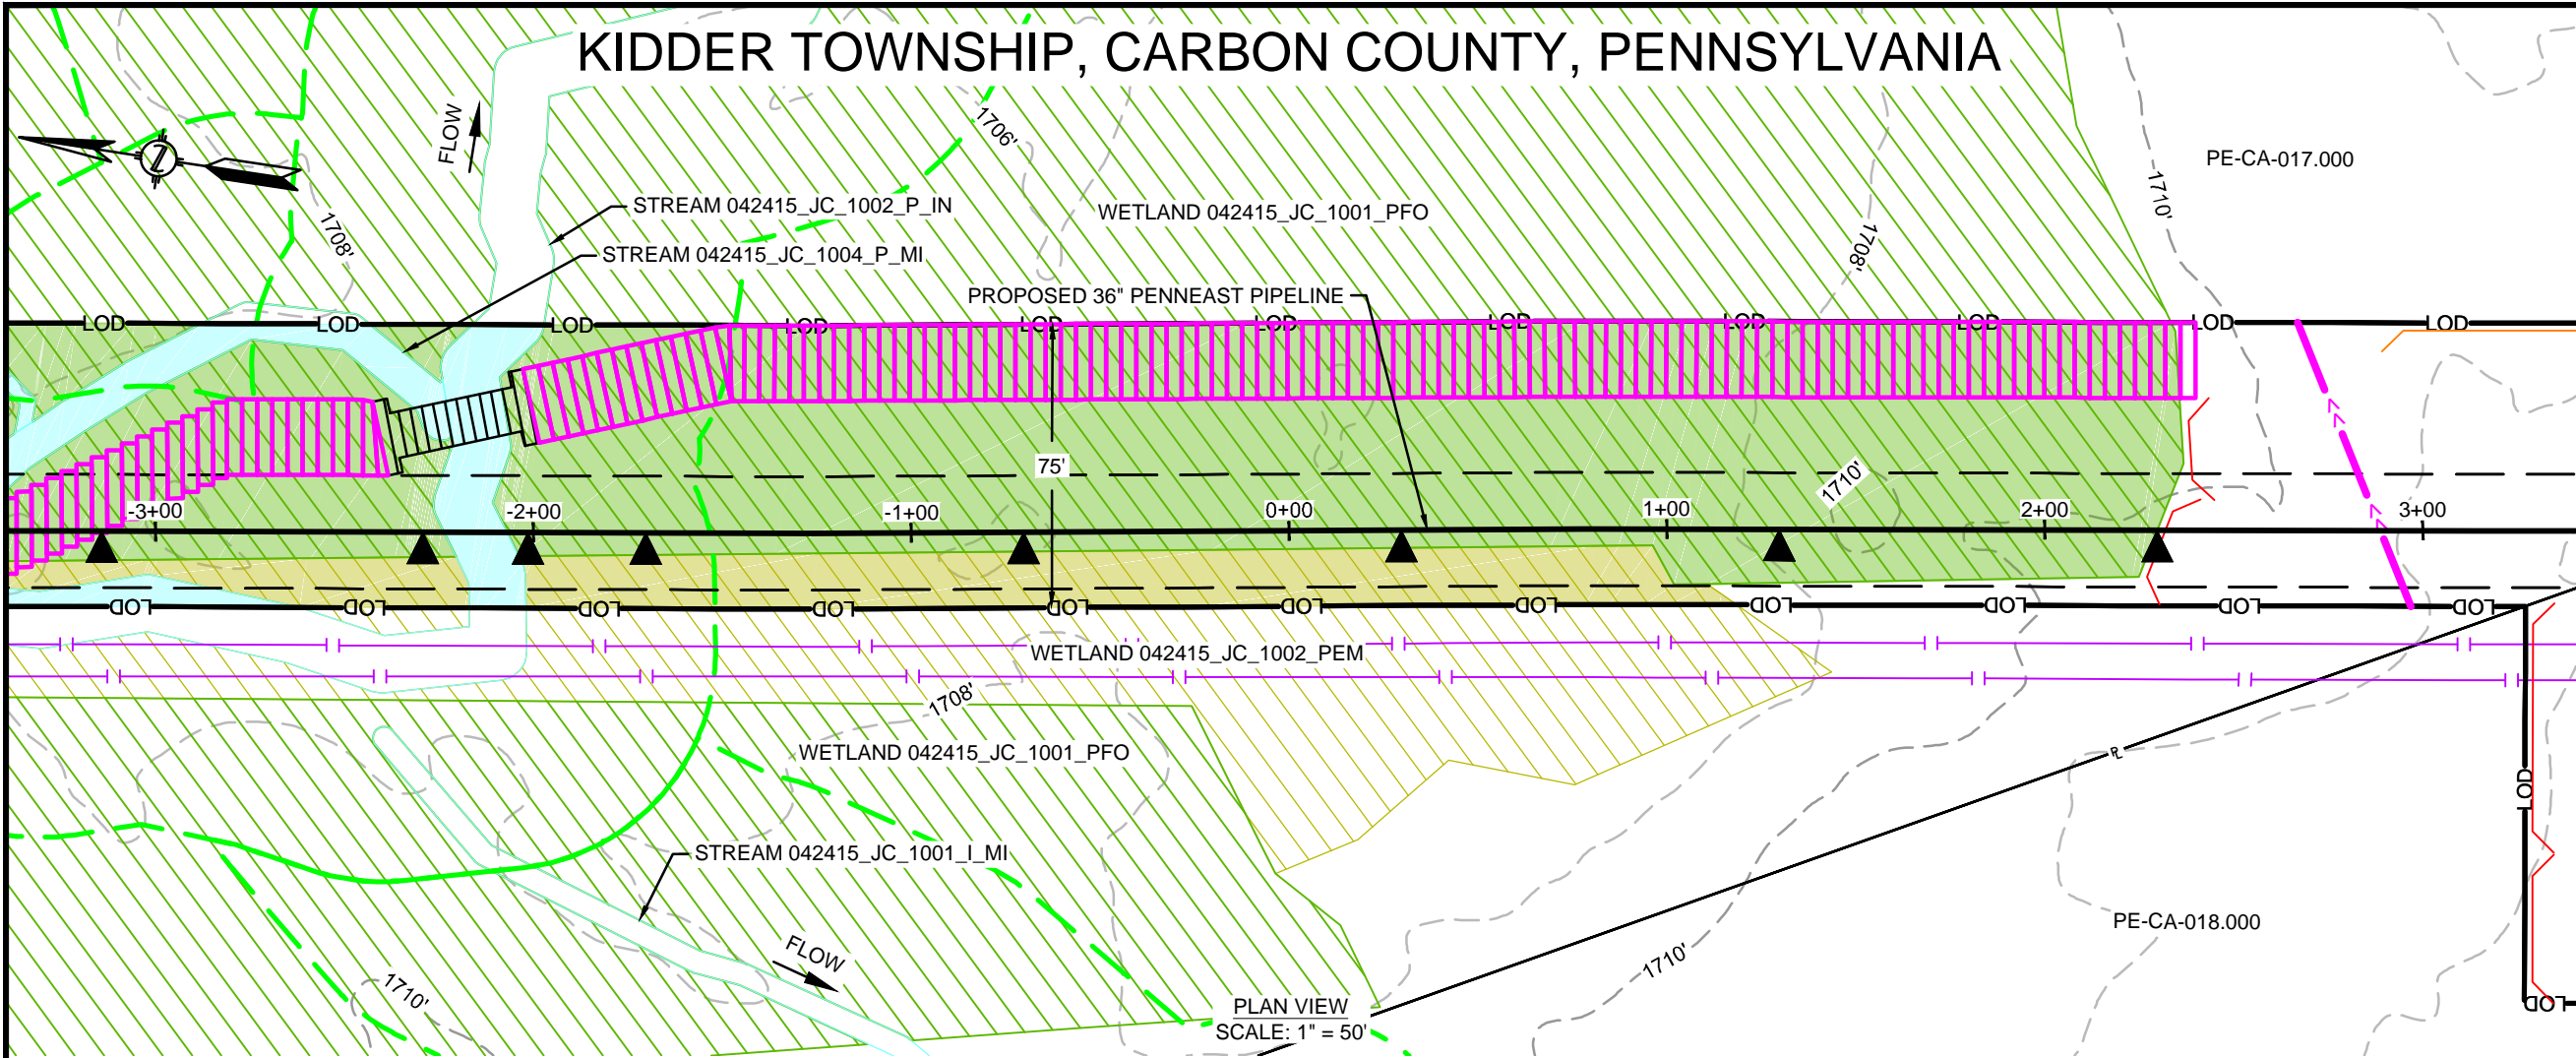 KIDDER TOWNSHIP, CARBON COUNTY, PENNSYLVANIA
FLOW
1706'
PE-CA-017.000
STREAM 042415_JC_1002_P_IN
WETLAND 042415_JC_1001_PFO
1710'
1708'
STREAM 042415_JC_1004_P_MI
1708'
PROPOSED 36" PENNEAST PIPELINE
LOD LOD LOD LOD LOD LOD LOD LOD LOD LOD LOD
75'
1710'
-3+00 -2+00 -1+00 0+00 1+00 2+00 3+00
LOD LOD LOD LOD LOD LOD LOD LOD LOD LOD LOD
WETLAND 042415_JC_1002_PEM
1708'
WETLAND 042415_JC_1001_PFO
PL
LOD
STREAM 042415_JC_1001_I_MI
PE-CA-018.000
FLOW
1710'
1710'
PLAN VIEW
SCALE: 1" = 50'
LOD